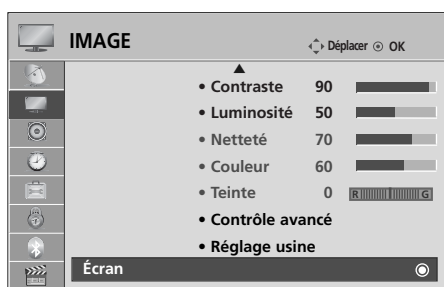 IMAGE
Déplacer OK
• Contraste 90
• Luminosité 50
• Netteté 70
• Couleur 60
• Teinte 0 R G
• Contrôle avancé
• Réglage usine
Écran